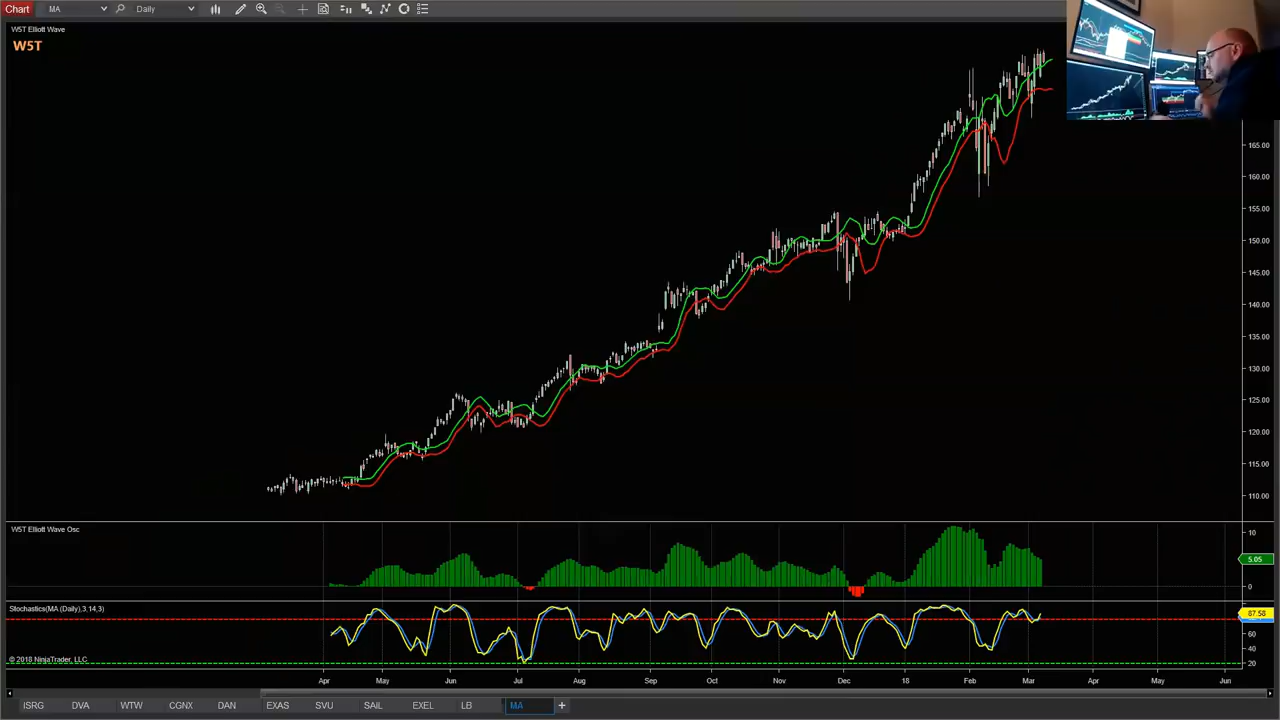 Chart MA Daily
W5T Elliott Wave
W5T
165.00
160.00
155.00
150.00
145.00
140.00
135.00
130.00
125.00
120.00
115.00
110.00
W5T Elliott Wave Osc
10
5.05
0
Stochastics(MA (Daily),3,14,3)
87.58
60
40
20
© 2018 NinjaTrader, LLC
Apr May Jun Jul Aug Sep Oct Nov Dec 18 Feb Mar Apr May Jun
ISRG DVA WTW CGNX DAN EXAS SVU SAIL EXEL LB MA +